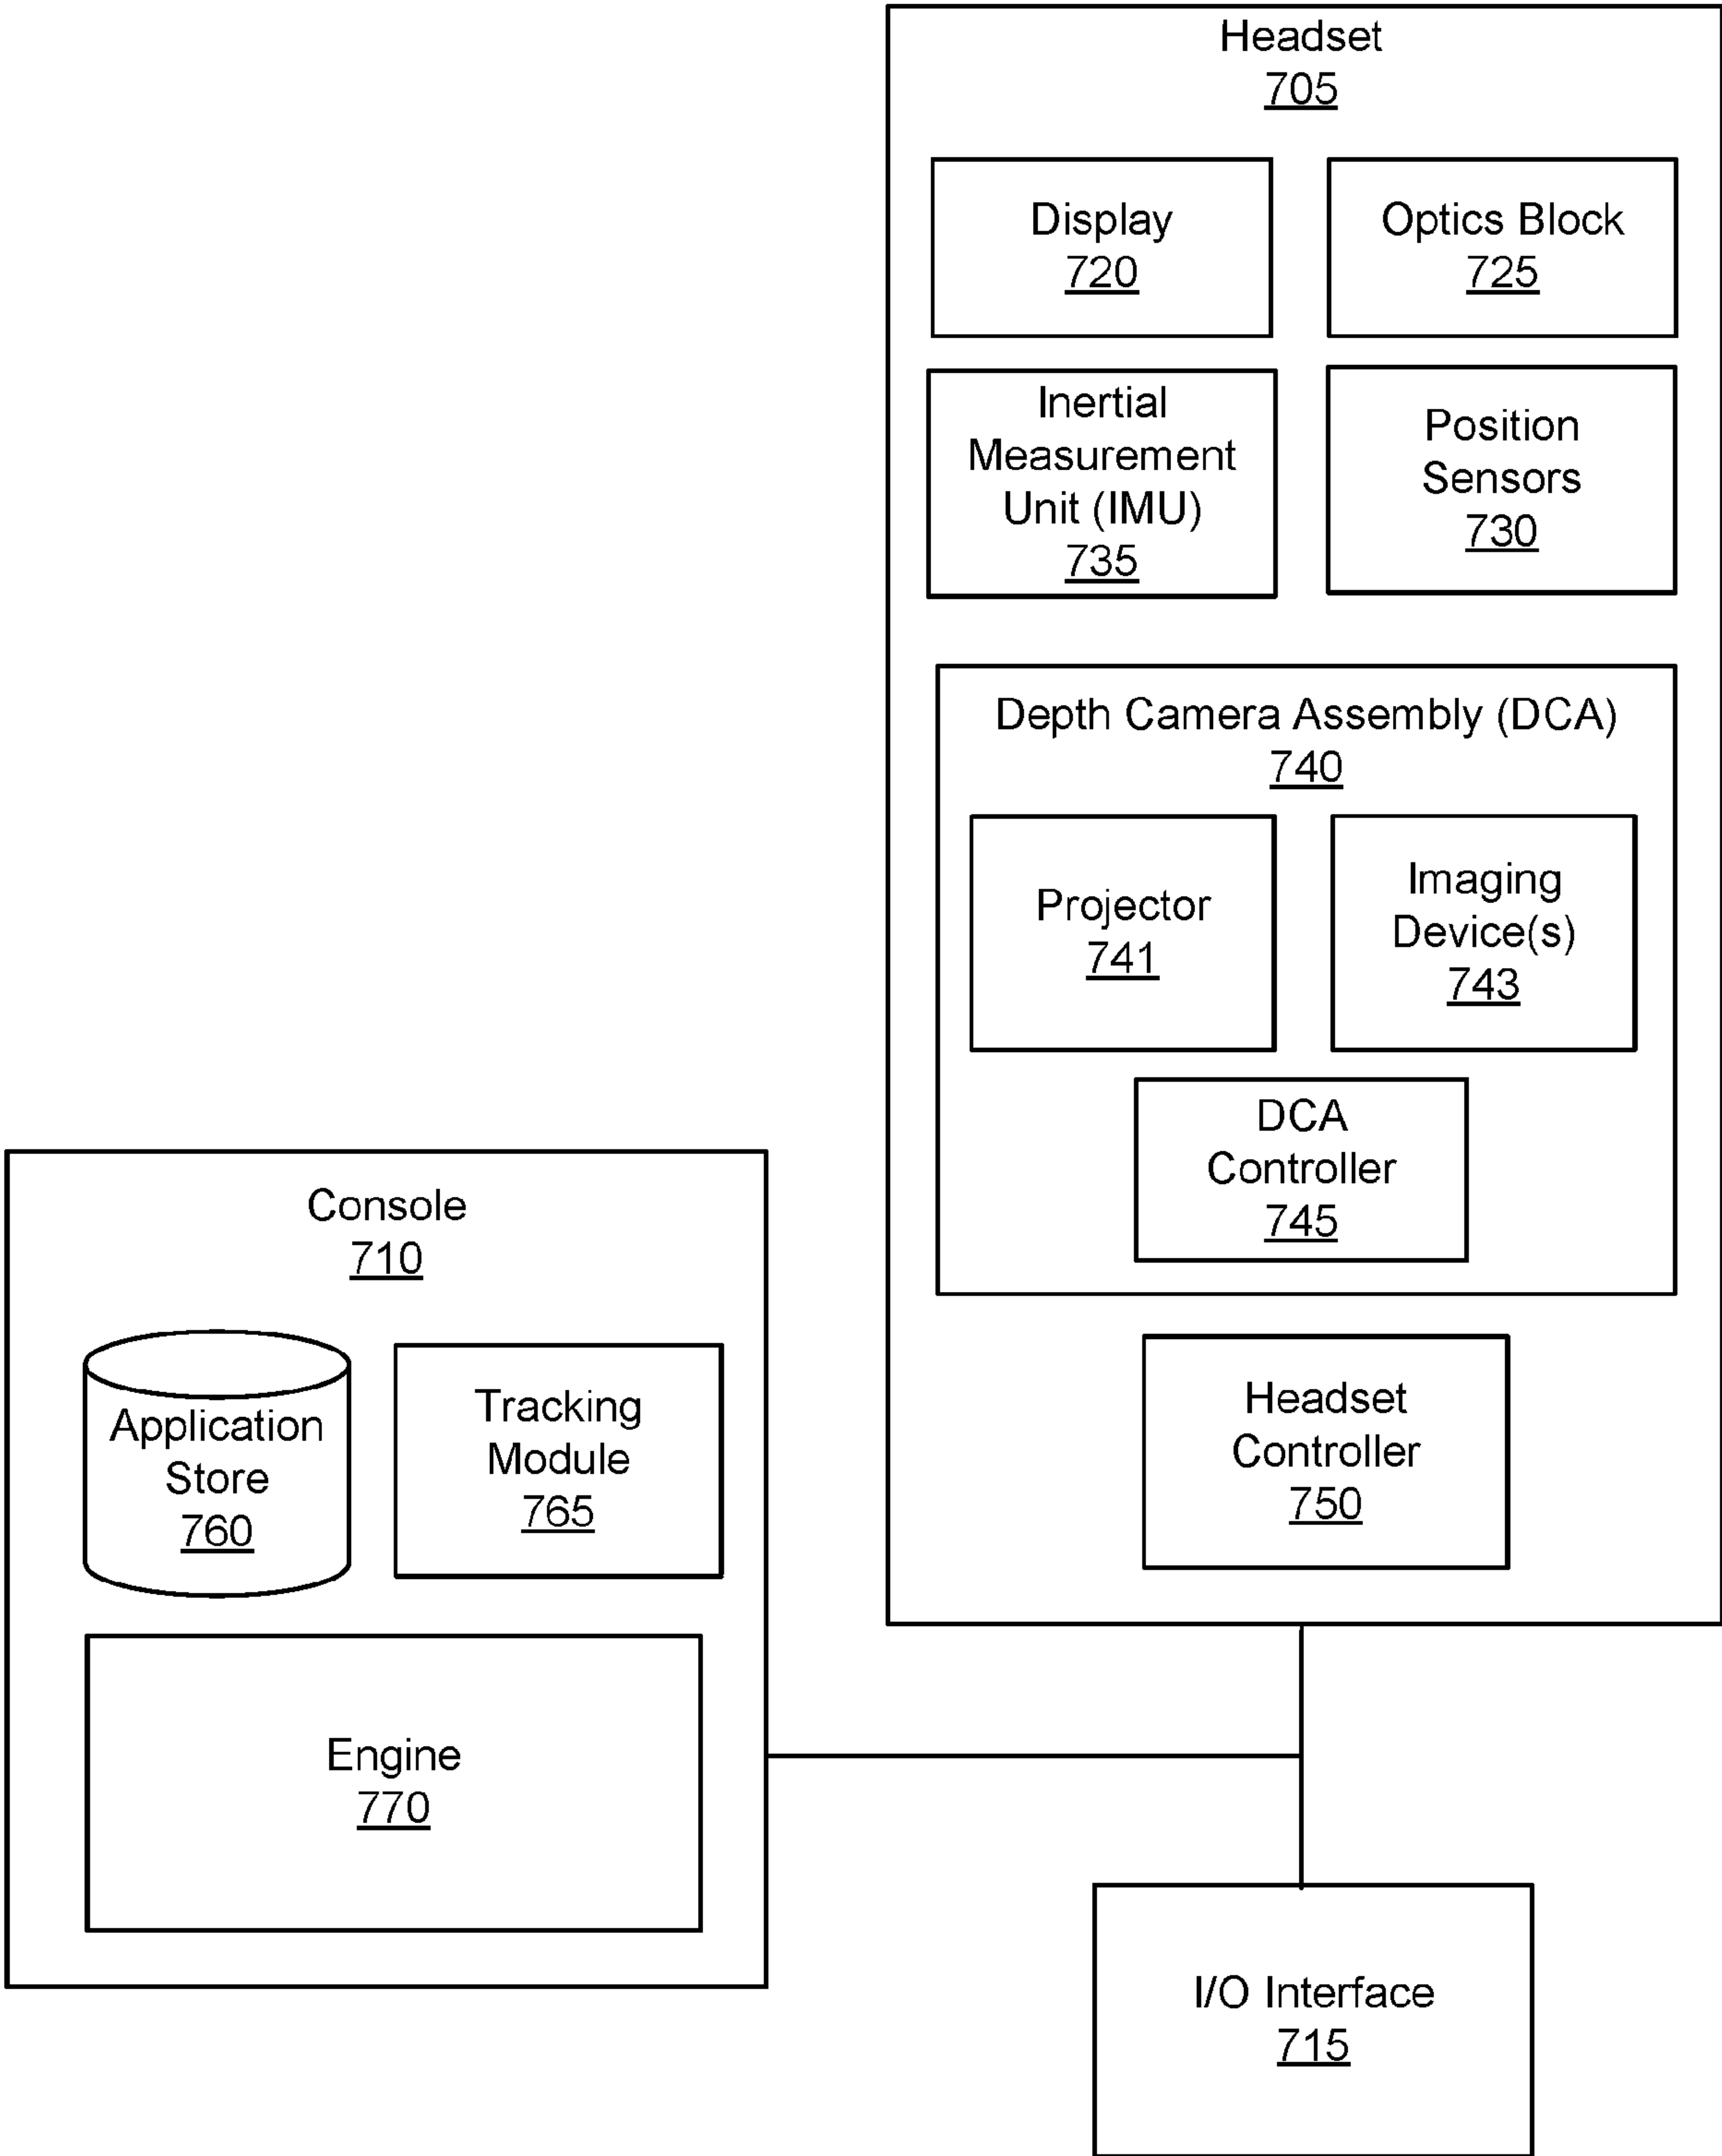 Headset
705
Display
720
Optics Block
725
Inertial
Measurement
Unit (IMU)
735
Position
Sensors
730
Depth Camera Assembly (DCA)
740
Projector
741
Imaging
Device(s)
743
DCA
Controller
745
Headset
Controller
750
Console
710
Application
Store
760
Tracking
Module
765
Engine
770
I/O Interface
715